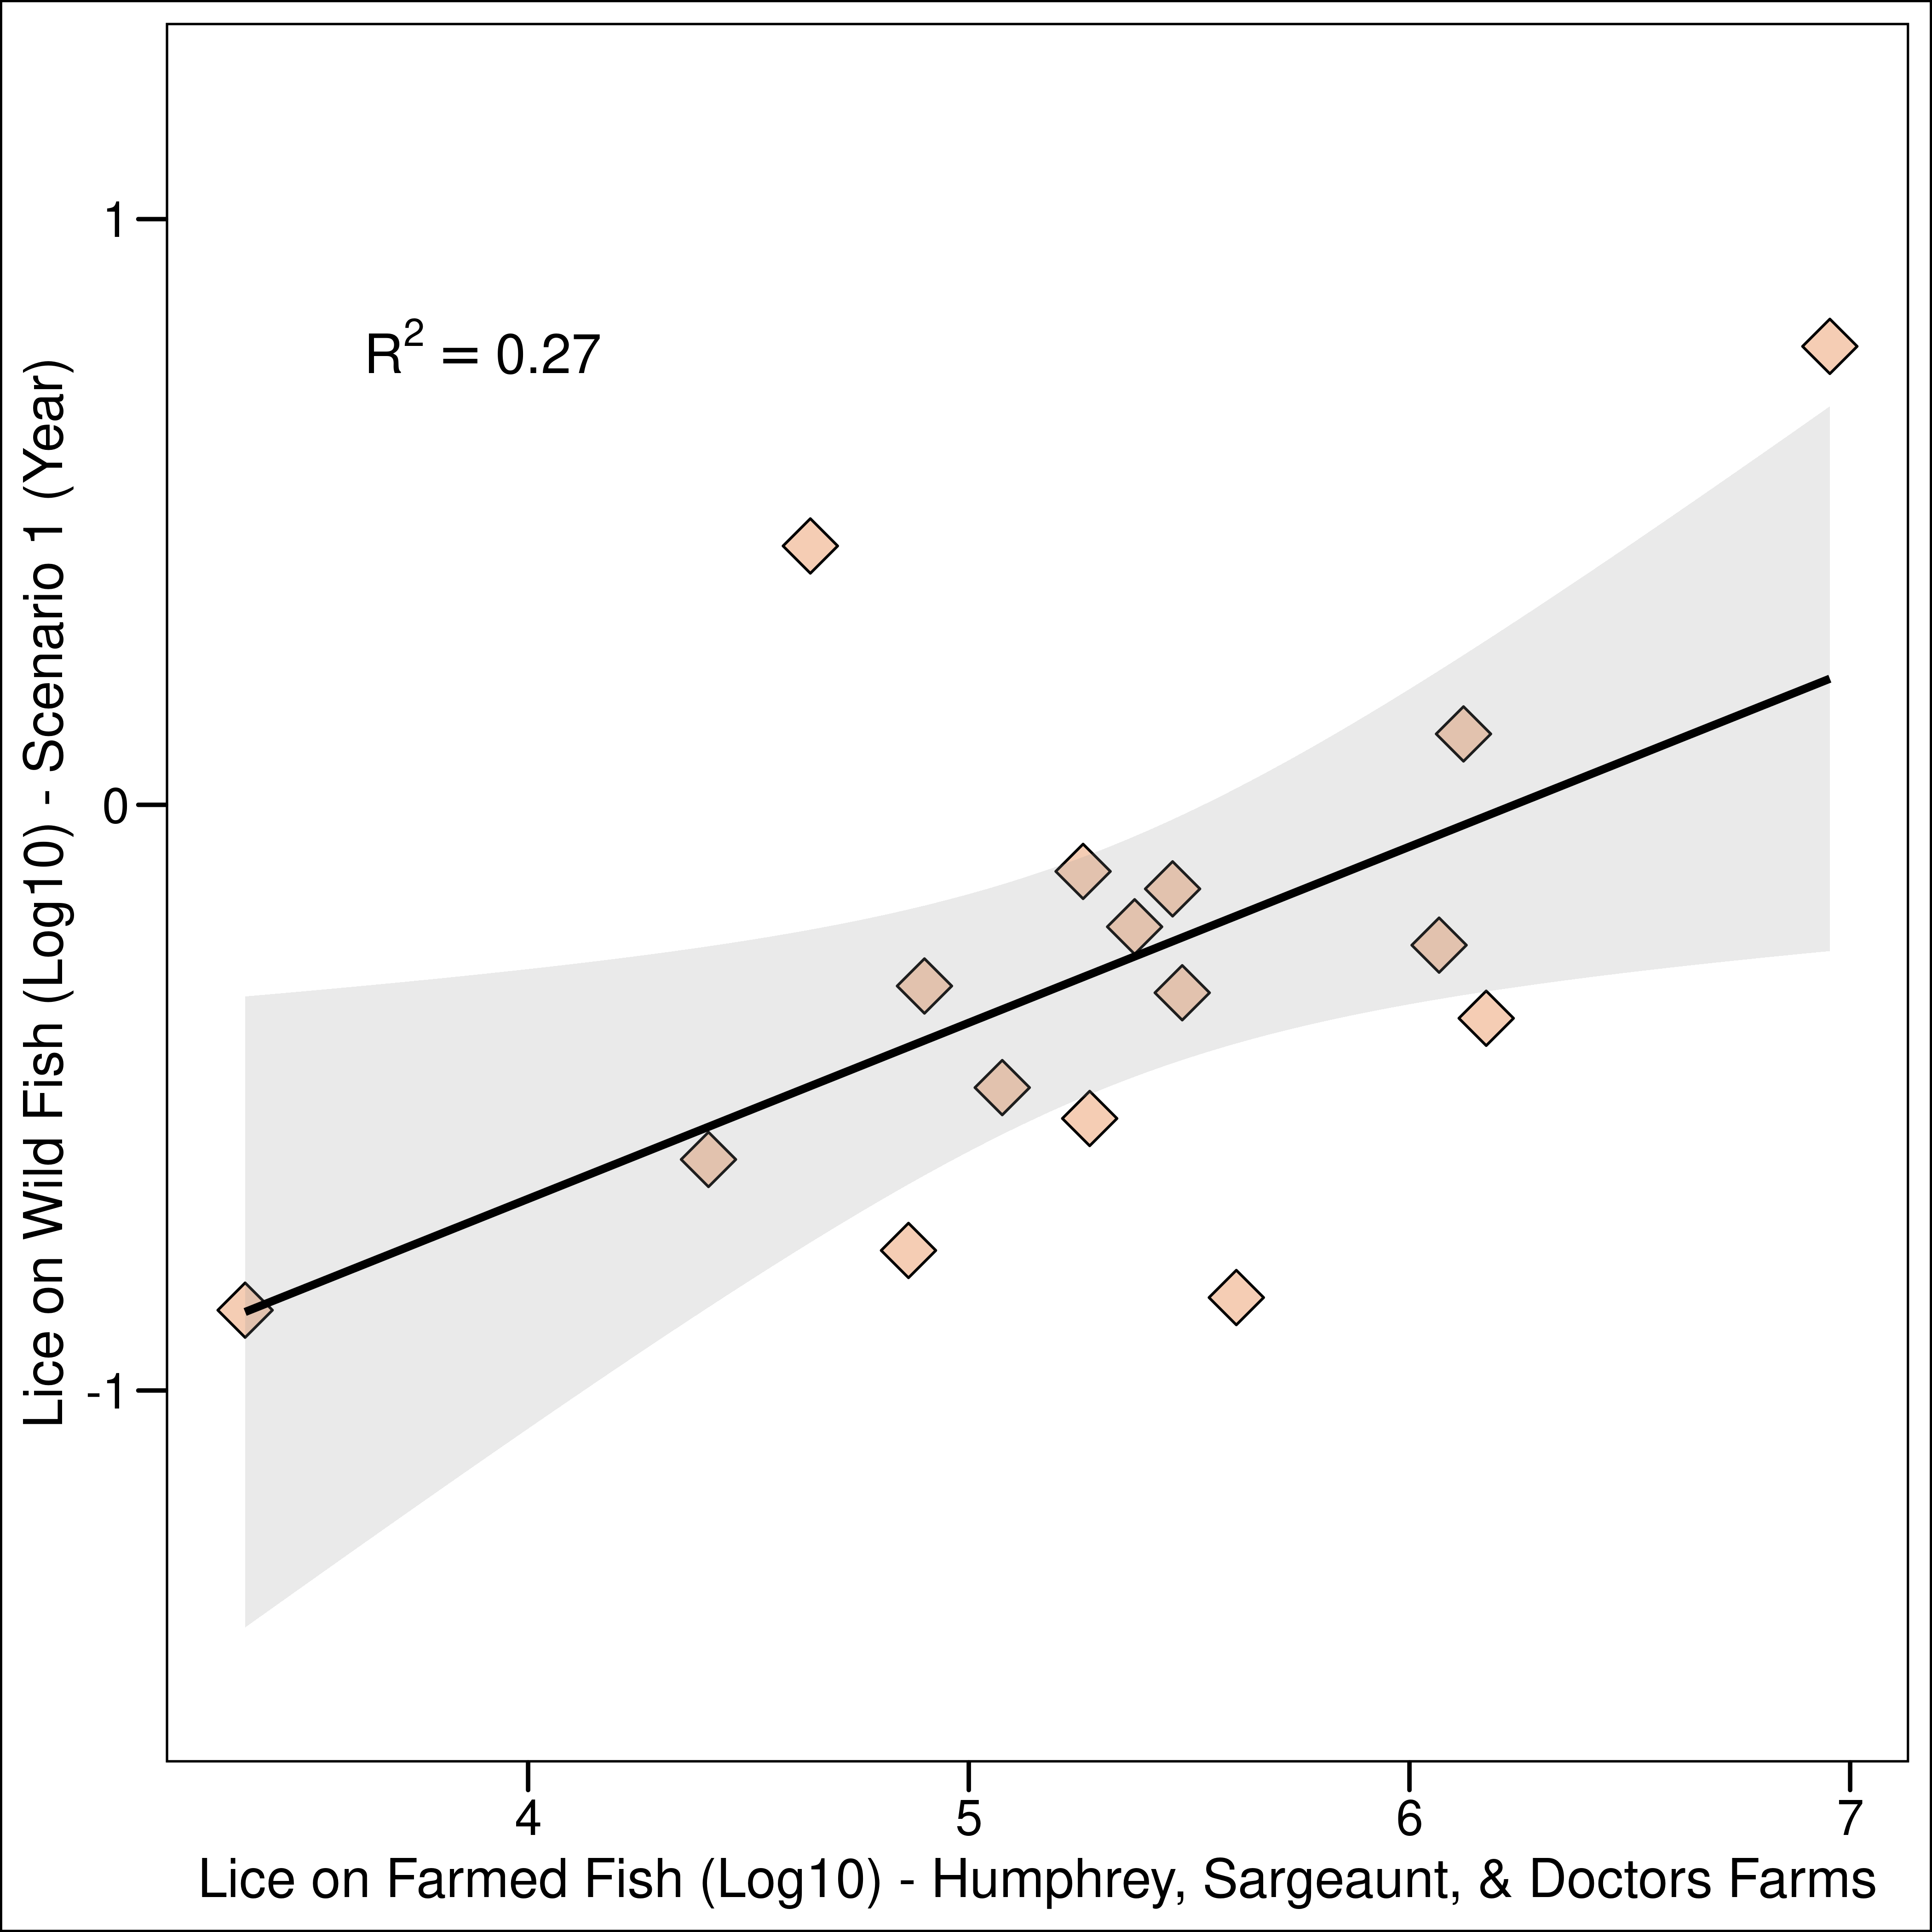 Lice on Wild Fish (Log10) - Scenario 1 (Year)
1
0
-1
R² = 0.27
4 5 6 7
Lice on Farmed Fish (Log10) - Humphrey, Sargeaunt, & Doctors Farms